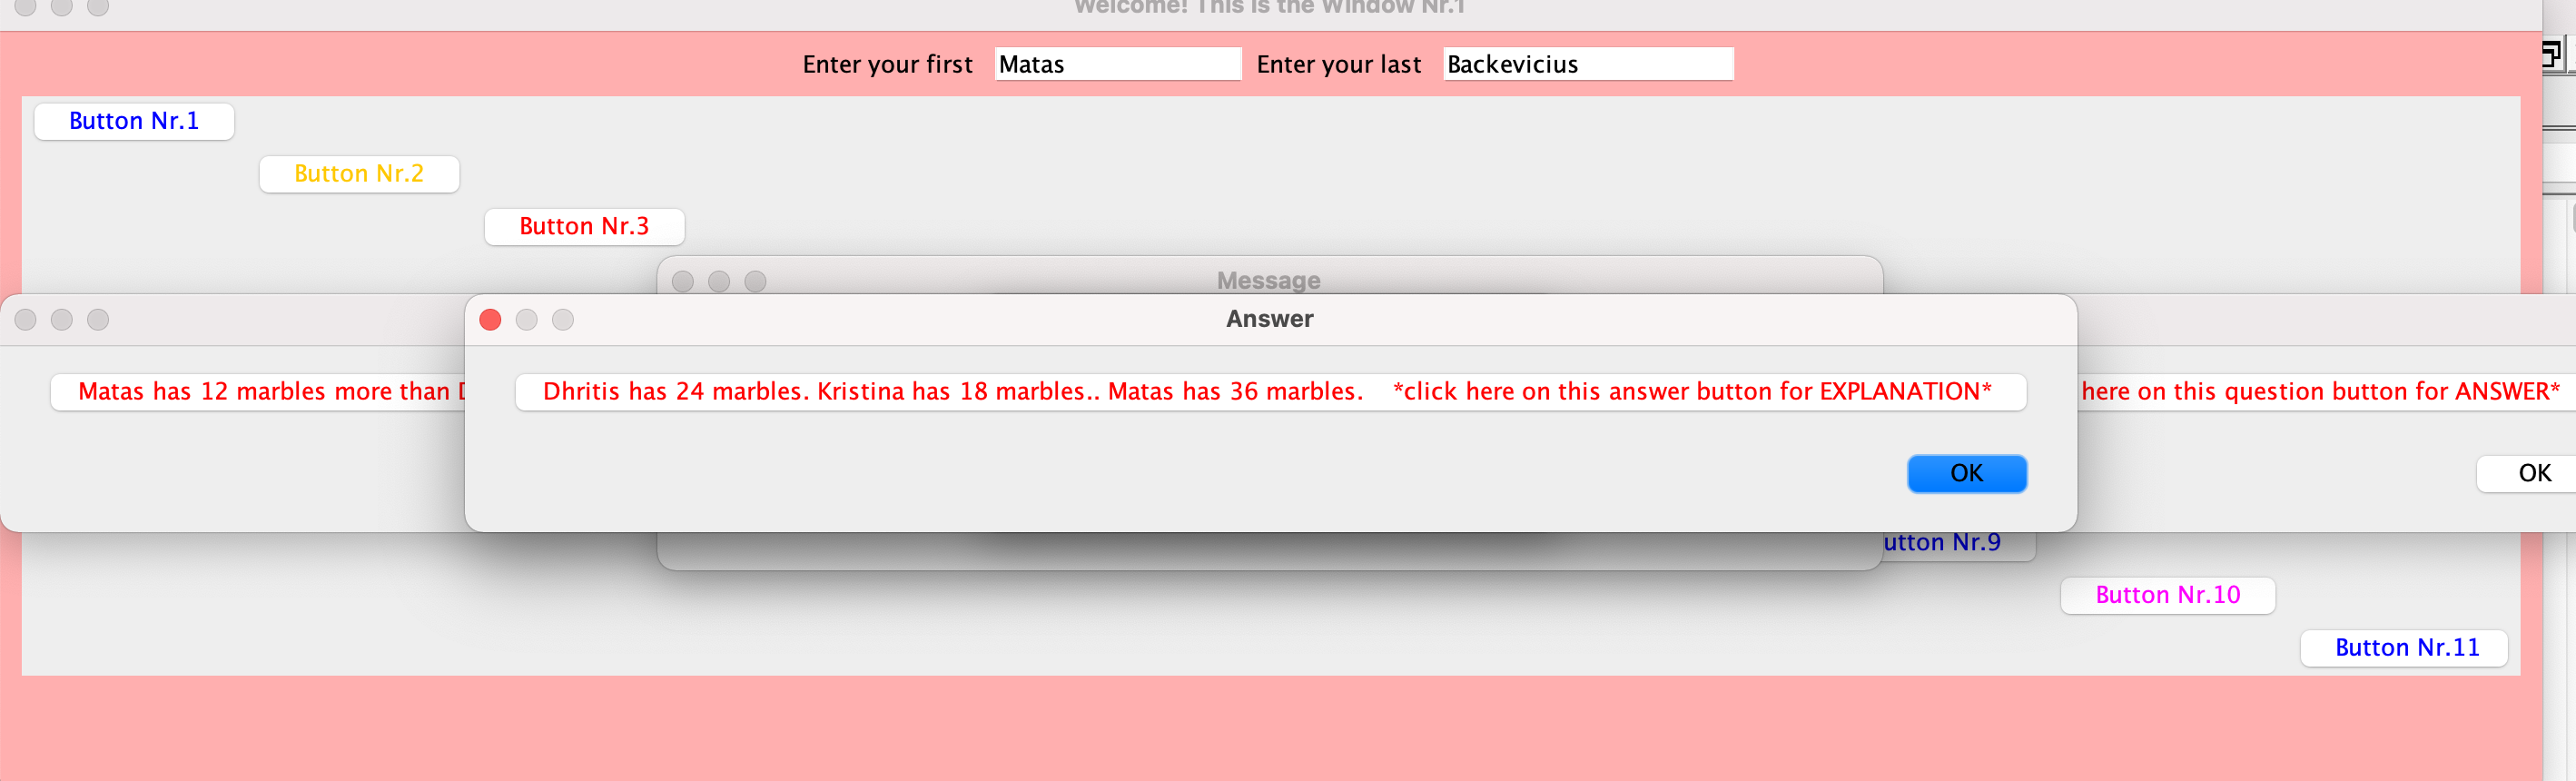 Welcome! This is the Window Nr.1
Enter your first Matas Enter your last Backevicius
Button Nr.1
Button Nr.2
Button Nr.3
Message
Answer
Matas has 12 marbles more than
Dhritis has 24 marbles. Kristina has 18 marbles.. Matas has 36 marbles. *click here on this answer button for EXPLANATION*
here on this question button for ANSWER*
OK
OK
utton Nr.9
Button Nr.10
Button Nr.11